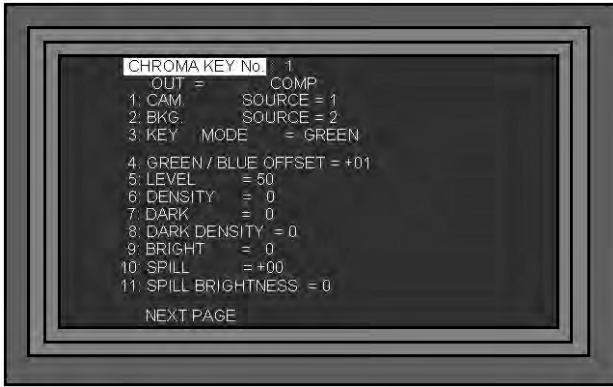 CHROMA KEY No. 1
OUT = COMP
1: CAM. SOURCE = 1
2: BKG. SOURCE = 2
3: KEY MODE = GREEN
4: GREEN / BLUE OFFSET = +01
5: LEVEL = 50
6: DENSITY = 0
7: DARK = 0
8: DARK DENSITY = 0
9: BRIGHT = 0
10: SPILL = +00
11: SPILL BRIGHTNESS = 0
NEXT PAGE